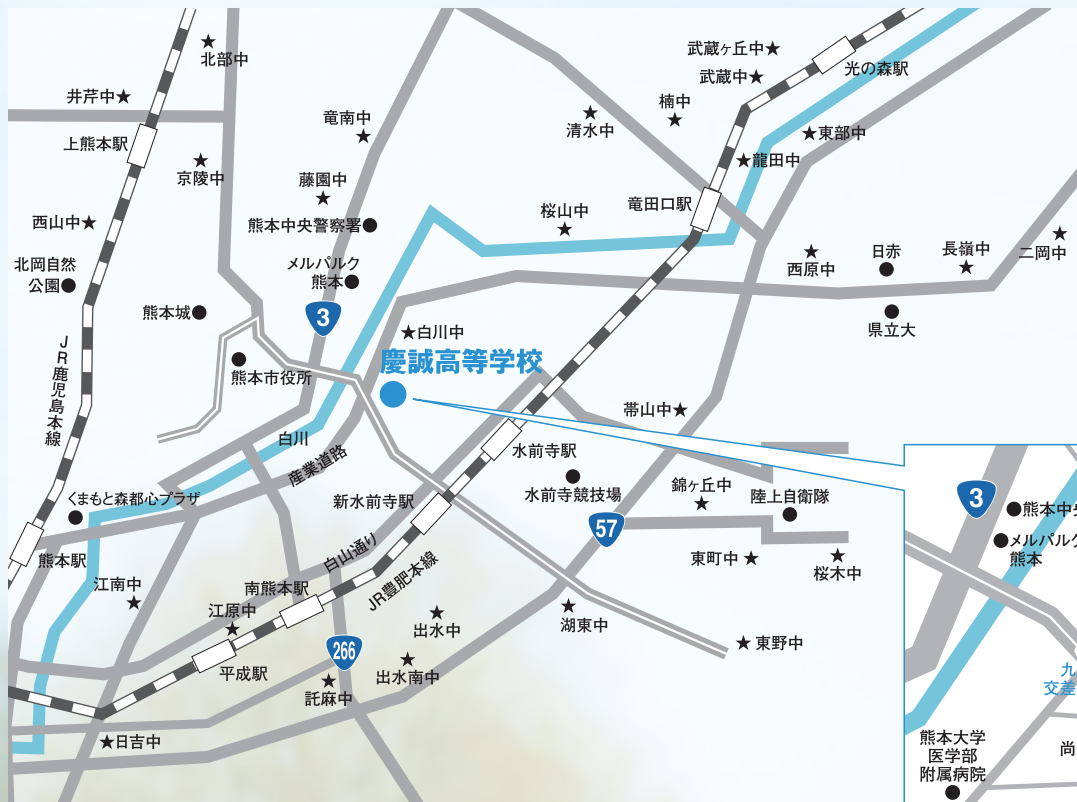 北部中
武蔵ヶ丘中★
武蔵中★
光の森駅
井芹中★
楠中
竜南中
清水中
★東部中
上熊本駅
京陵中
★龍田中
藤園中
西山中★
熊本中央警察署
桜山中
竜田口駅
北岡自然
公園
メルパルク
熊本
西原中
日赤
長嶺中
二岡中
熊本城
3
県立大
★白川中
JR鹿児島本線
慶誠高等学校
熊本市役所
帯山中★
白川
産業道路
水前寺駅
くまもと森都心プラザ
新水前寺駅
水前寺競技場
錦ヶ丘中
陸上自衛隊
57
熊本駅
白山通り
JR豊肥本線
東町中★
桜木中
江南中
南熊本駅
江原中
出水中
湖東中
★東野中
266
平成駅
出水南中
託麻中
★日吉中
3
熊本中央
メルパルク
熊本
九
交差
熊本大学
医学部
附属病院
尚